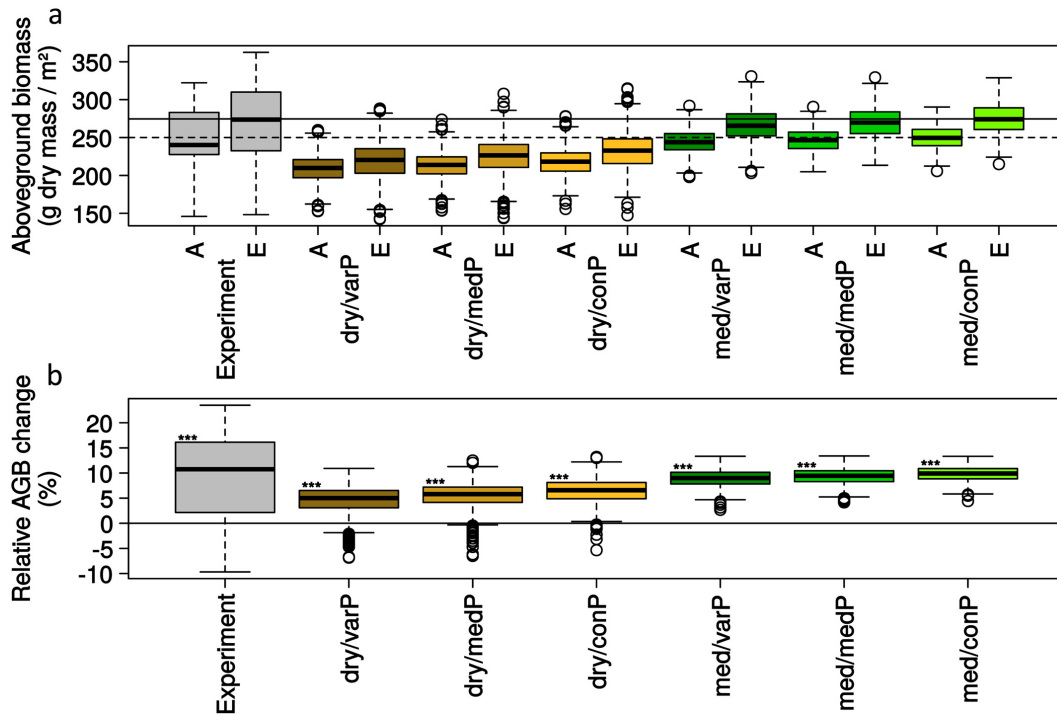 a
Aboveground biomass
(g dry mass / m²)
350
300
250
200
150
A E A E A E A E A E A E A E
Experiment dry/varP dry/medP dry/conP med/varP med/medP med/conP
b
Relative AGB change
(%)
20
15
10
5
0
-5
-10
*** *** *** *** *** *** ***
Experiment dry/varP dry/medP dry/conP med/varP med/medP med/conP